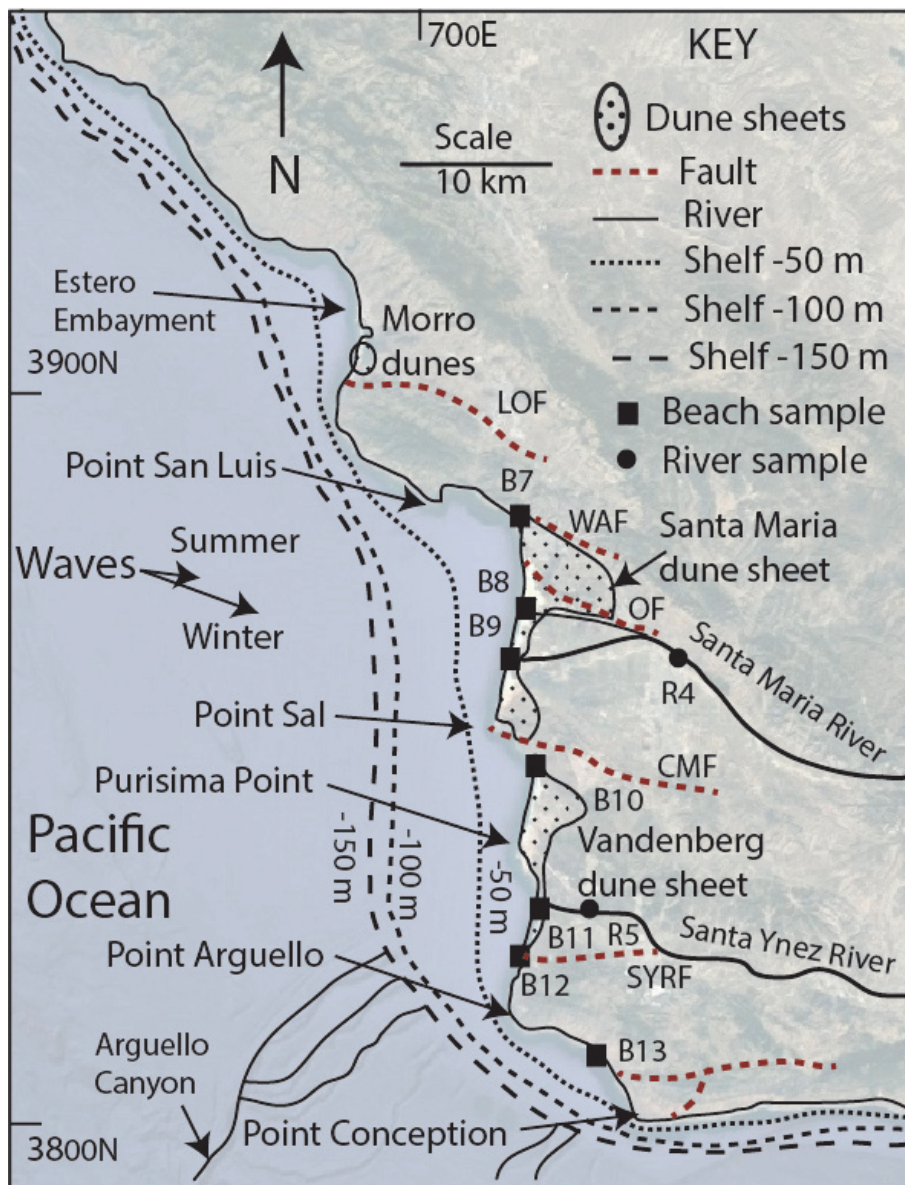 700E
KEY
Dune sheets
Fault
River
Shelf -50 m
Shelf -100 m
Shelf -150 m
Beach sample
River sample
N
Scale
10 km
Estero
Embayment
Morro
dunes
3900N
LOF
Point San Luis
B7
WAF
Santa Maria
dune sheet
Waves
Summer
Winter
B8
OF
B9
R4
Santa Maria River
Point Sal
CMF
Purisima Point
B10
Pacific
Ocean
-150 m
-100 m
-50 m
Vandenberg
dune sheet
B11
R5
Santa Ynez River
Point Arguello
B12
SYRF
Arguello
Canyon
B13
Point Conception
3800N